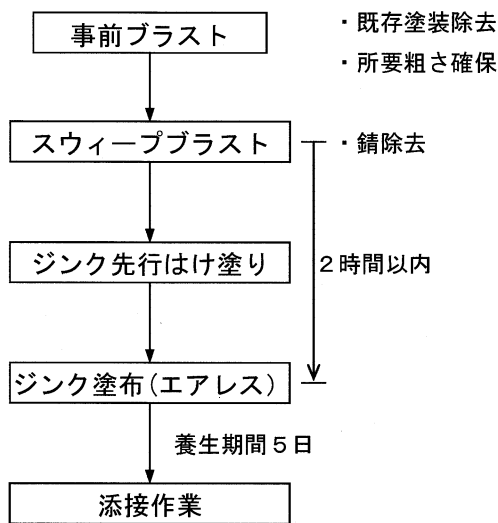 事前ブラスト
・既存塗装除去
・所要粗さ確保
スウィープブラスト
・錆除去
ジンク先行はけ塗り
２時間以内
ジンク塗布(エアレス)
養生期間５日
添接作業